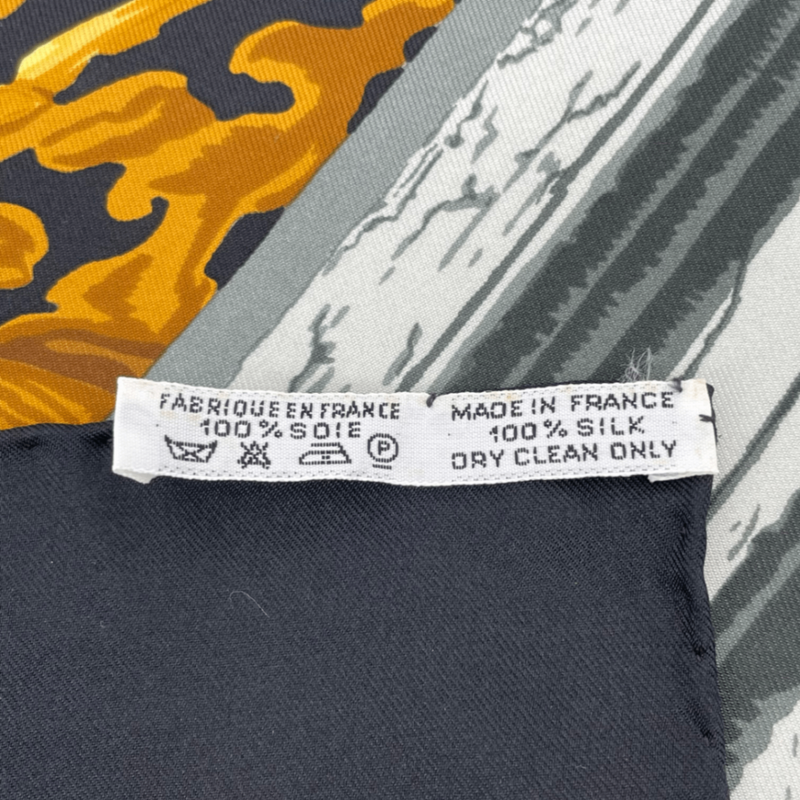 FABRIQUE EN FRANCE
100% SOIE
P
MADE IN FRANCE
100% SILK
DRY CLEAN ONLY